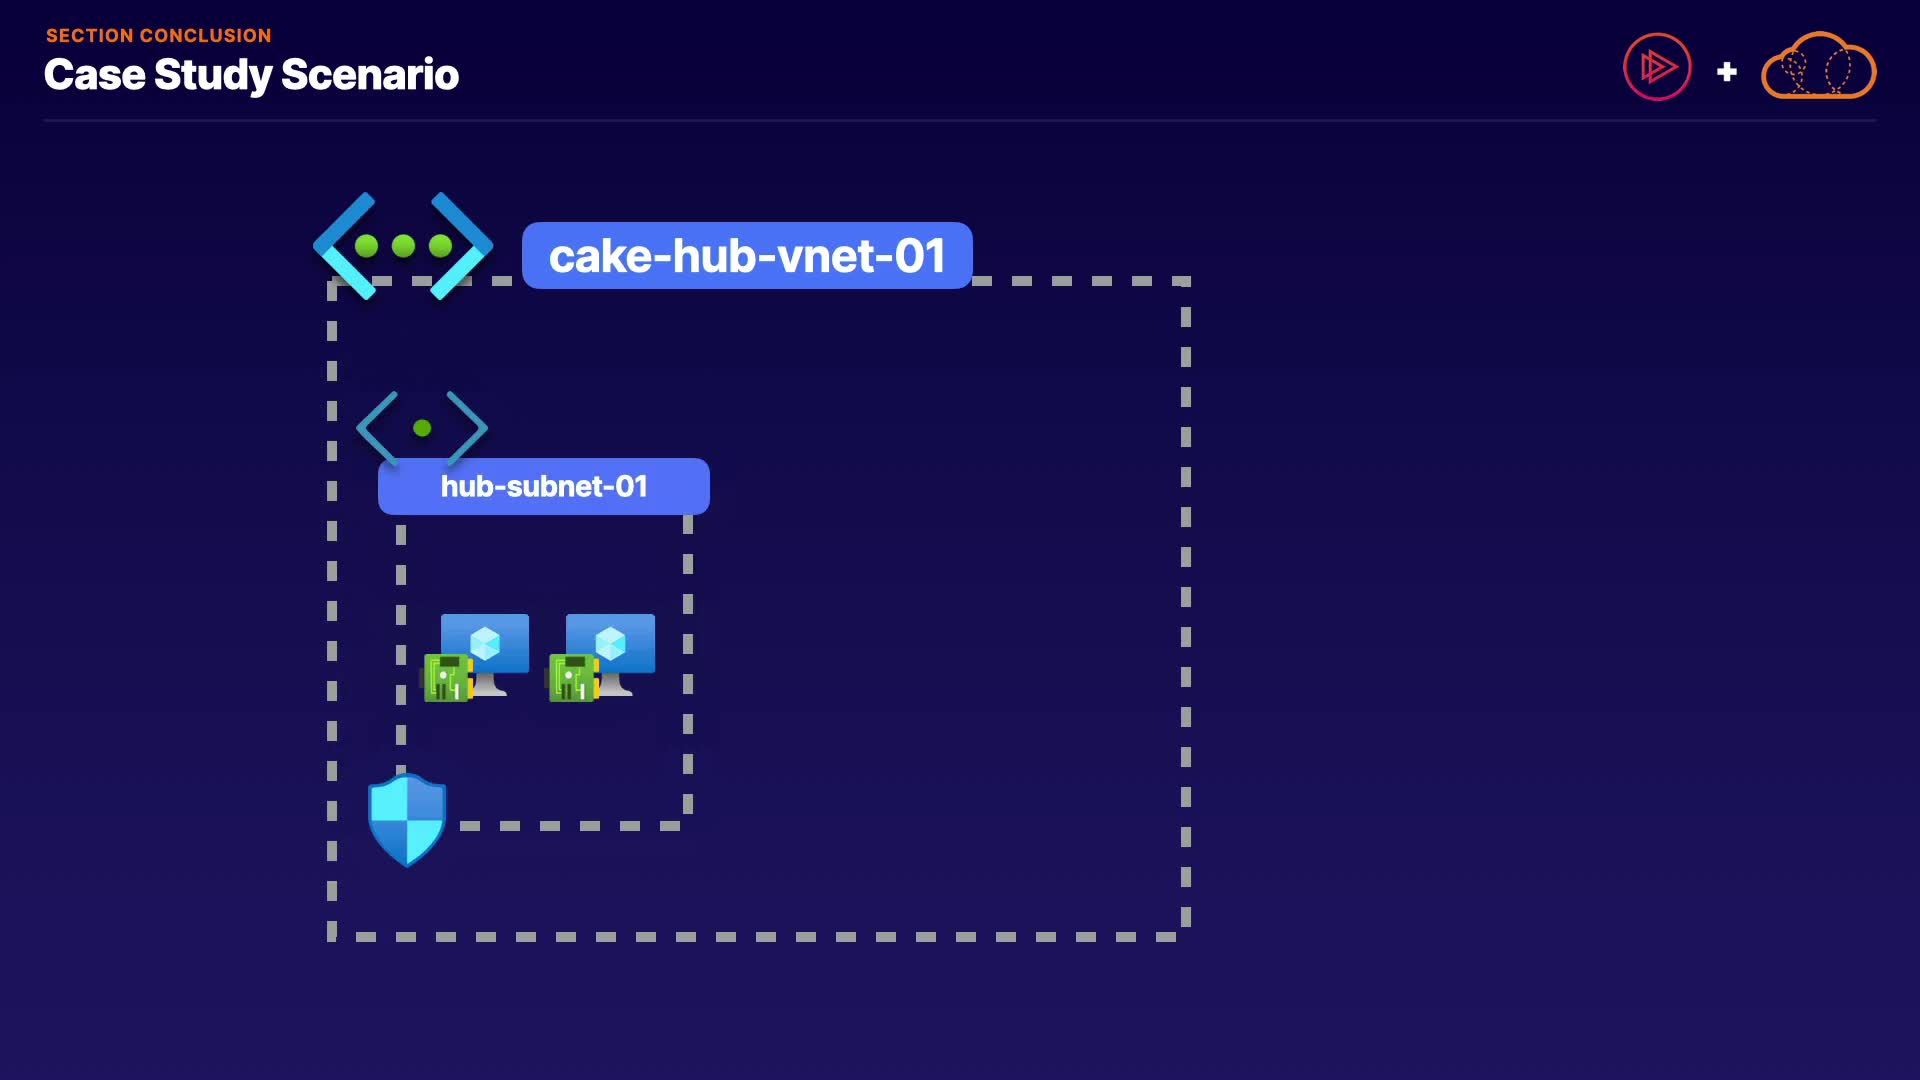 SECTION CONCLUSION
Case Study Scenario
+
cake-hub-vnet-01
hub-subnet-01